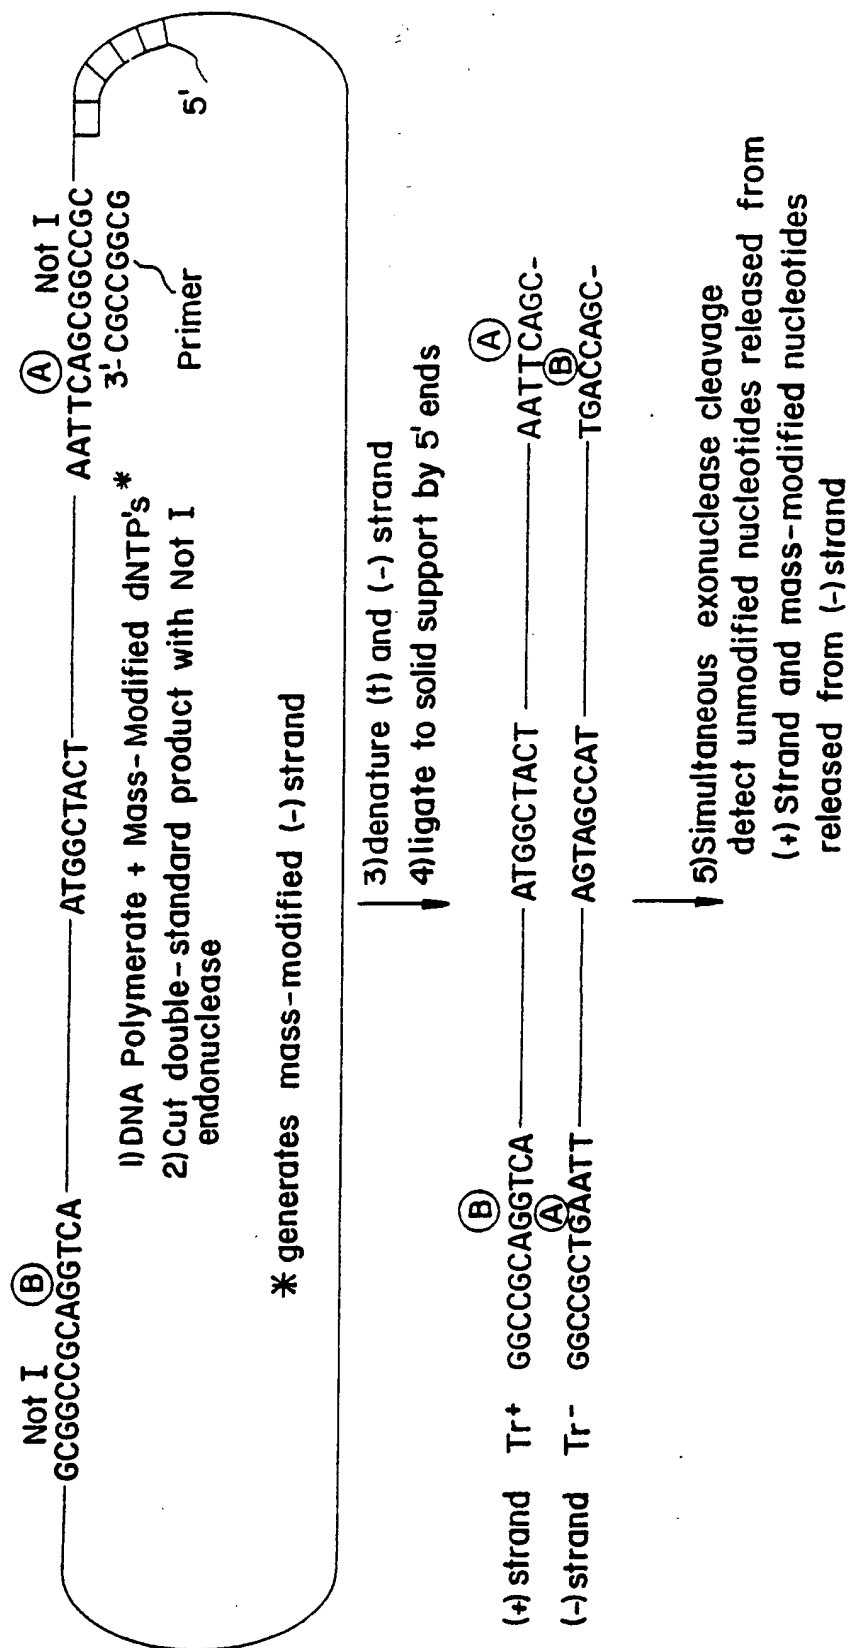 Not I
B
GCGGCCGCAGGTCA
ATGGCTACT
A
Not I
AATTCAGCGGCCGC
3'-CGCCGGCG
Primer
5'
1)DNA Polymerate + Mass-Modified dNTP's*
2)Cut double-standard product with Not I
endonuclease
* generates mass-modified (-)strand
3)denature (t) and (-) strand
4)ligate to solid support by 5' ends
B
A
(+)strand Tr+ GGCCGCAGGTCA ATGGCTACT AATTCAGC-
A
B
(-)strand Tr- GGCCGCTGAATT AGTAGCCAT TGACCAGC-
5)Simultaneous exonuclease cleavage
detect unmodified nucleotides released from
(+)Strand and mass-modified nucleotides
released from (-)strand